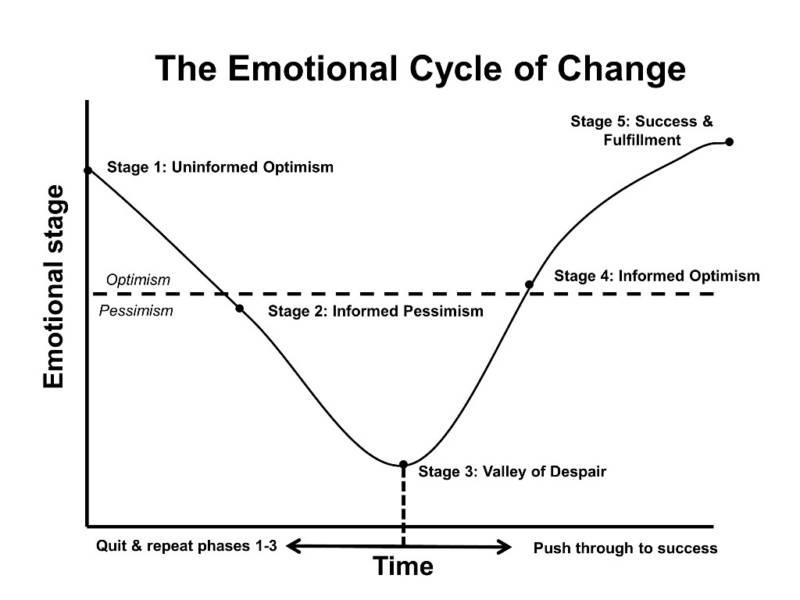 The Emotional Cycle of Change
Stage 5: Success &
Fulfillment
Stage 1: Uninformed Optimism
Emotional stage
Optimism
Stage 4: Informed Optimism
Pessimism
Stage 2: Informed Pessimism
Stage 3: Valley of Despair
Quit & repeat phases 1-3
Push through to success
Time